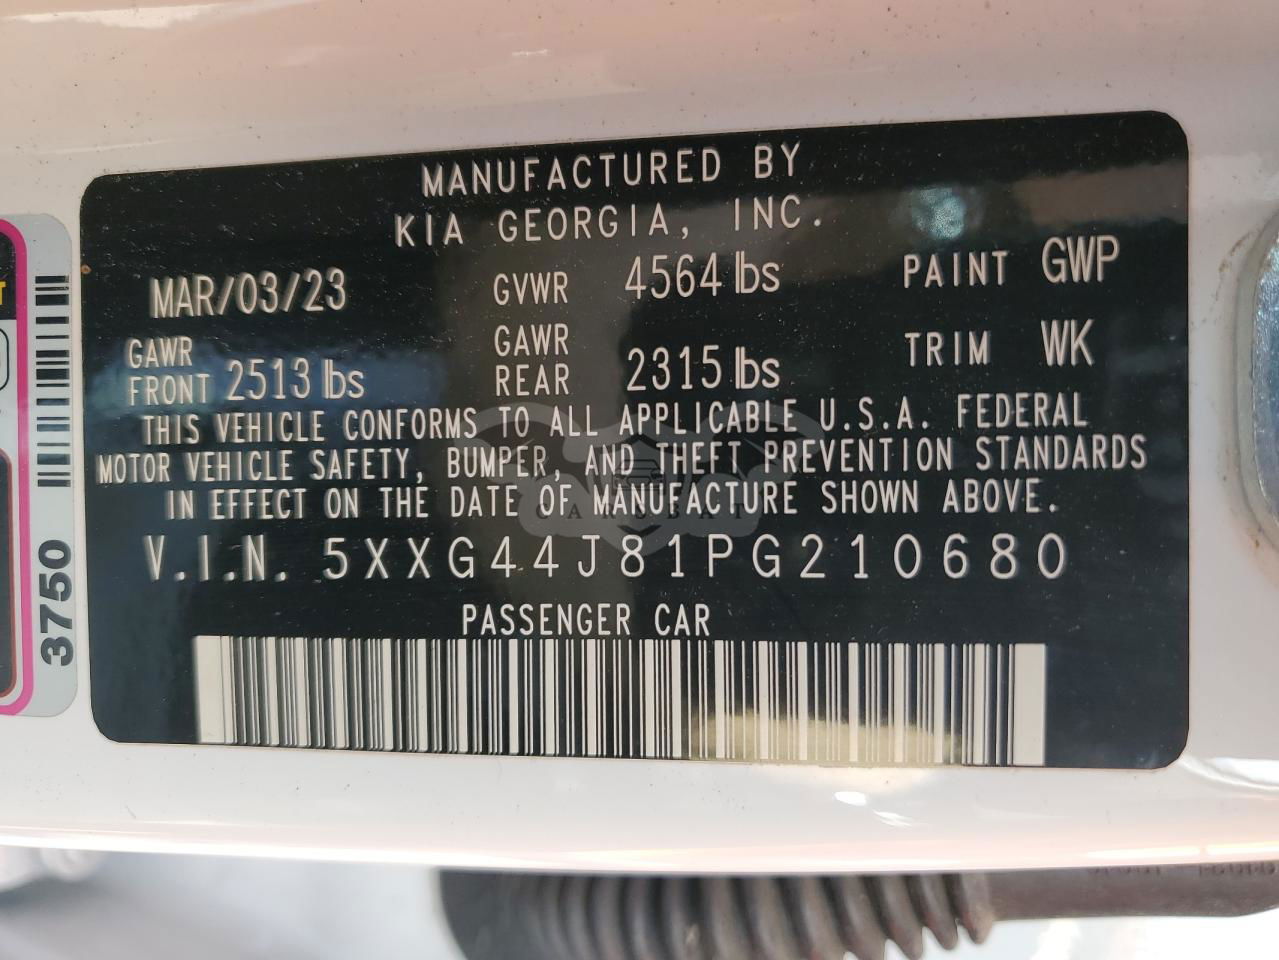 MANUFACTURED BY
KIA GEORGIA, INC.
MAR/03/23 GVWR 4564 lbs PAINT GWP
GAWR FRONT 2513 lbs GAWR REAR 2315 lbs TRIM WK
THIS VEHICLE CONFORMS TO ALL APPLICABLE U.S.A. FEDERAL
MOTOR VEHICLE SAFETY, BUMPER, AND THEFT PREVENTION STANDARDS
IN EFFECT ON THE DATE OF MANUFACTURE SHOWN ABOVE.
V.I.N. 5XXG44J81PG210680
PASSENGER CAR
3750
CARSBAT